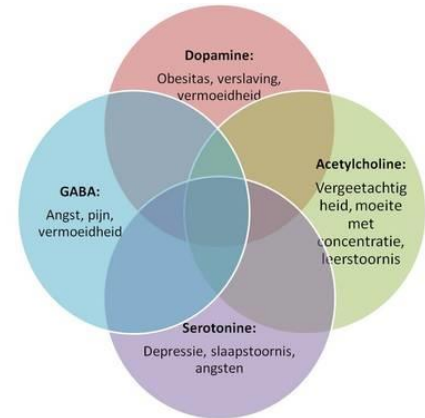 Dopamine:
Obesitas, verslaving,
vermoeidheid
Acetylcholine:
Vergeetachtig
heid, moeite
met
concentratie,
leerstoornis
GABA:
Angst, pijn,
vermoeidheid
Serotonine:
Depressie, slaapstoornis,
angsten